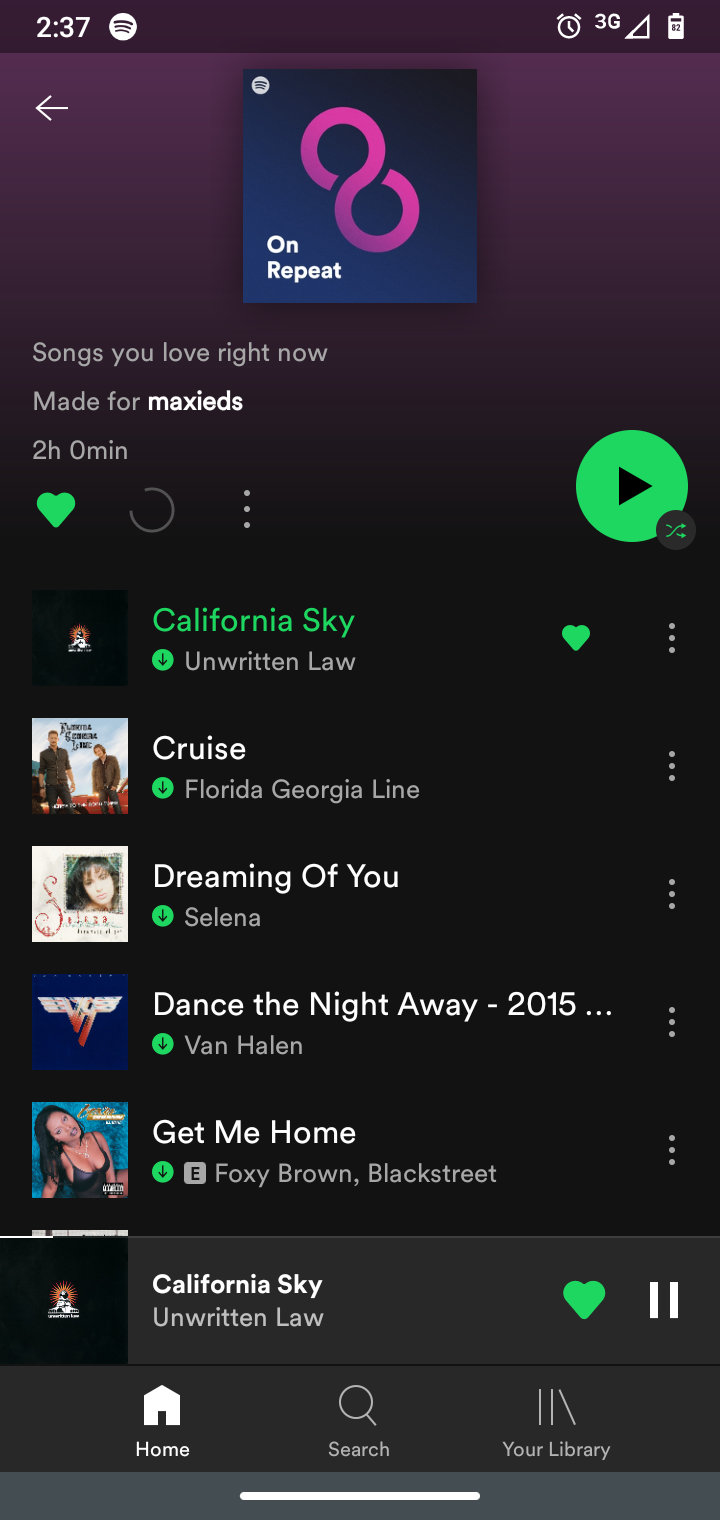 2:37
3G
82
On
Repeat
Songs you love right now
Made for maxieds
2h 0min
California Sky
Unwritten Law
Cruise
Florida Georgia Line
Dreaming Of You
Selena
Dance the Night Away - 2015 ...
Van Halen
Get Me Home
E Foxy Brown, Blackstreet
unwritten law
California Sky
Unwritten Law
Home
Search
Your Library